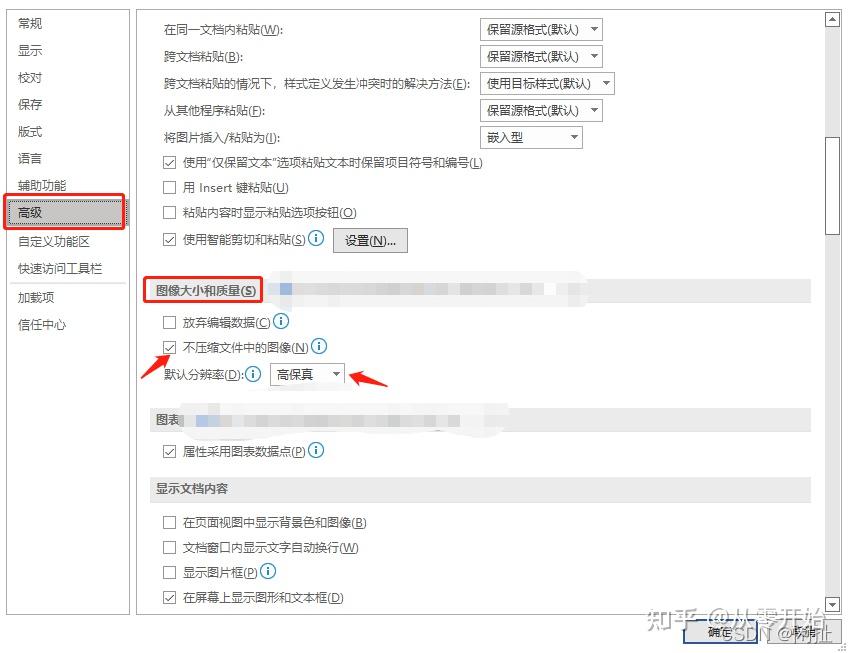 常规
显示
校对
保存
版式
语言
辅助功能
高级
自定义功能区
快速访问工具栏
加载项
信任中心
在同一文档内粘贴(W): 保留源格式(默认)
跨文档粘贴(B): 保留源格式(默认)
跨文档粘贴的情况下，样式定义发生冲突时的解决方法(E): 使用目标样式(默认)
从其他程序粘贴(F): 保留源格式(默认)
将图片插入/粘贴为(I): 嵌入型
使用“仅保留文本”选项粘贴文本时保留项目符号和编号(L)
用 Insert 键粘贴(U)
粘贴内容时显示粘贴选项按钮(O)
使用智能剪切和粘贴(S) 设置(N)...
图像大小和质量(S)
放弃编辑数据(C)
不压缩文件中的图像(N)
默认分辨率(D): 高保真
图表
属性采用图表数据点(P)
显示文档内容
在页面视图中显示背景色和图像(B)
文档窗口内显示文字自动换行(W)
显示图片框(P)
在屏幕上显示图形和文本框(D)
知乎 @从零开始
确定 取消
CSDN